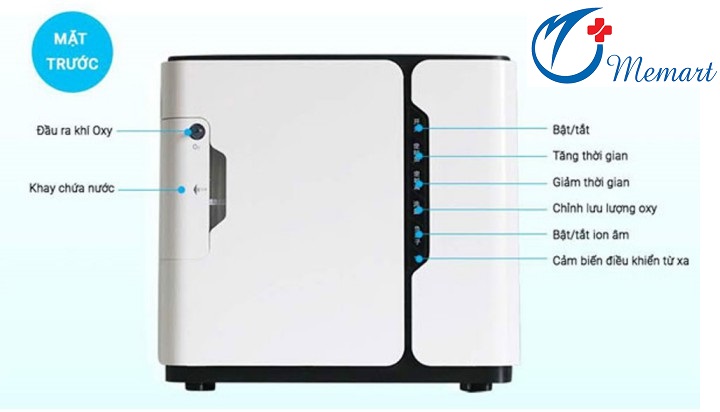 MẶT
TRƯỚC
Memart
Đầu ra khí Oxy
O₂
Khay chứa nước
Bật/tắt
Tăng thời gian
Giảm thời gian
Chỉnh lưu lượng oxy
Bật/tắt ion âm
Cảm biến điều khiển từ xa